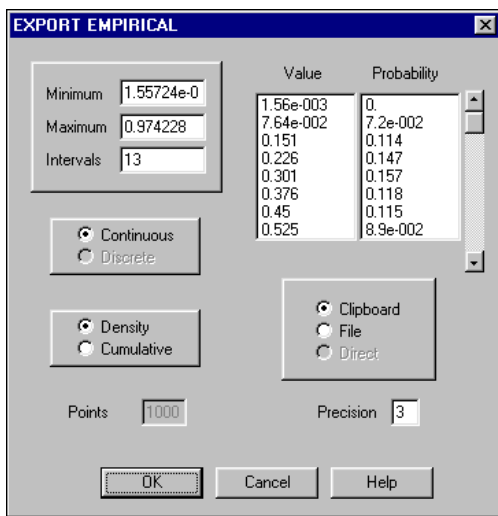 EXPORT EMPIRICAL
Minimum 1.55724e-0
Maximum 0.974228
Intervals 13
Value Probability
1.56e-003 0.
7.64e-002 7.2e-002
0.151 0.114
0.226 0.147
0.301 0.157
0.376 0.118
0.45 0.115
0.525 8.9e-002
Continuous
Discrete
Density
Cumulative
Clipboard
File
Direct
Points 1000
Precision 3
OK Cancel Help